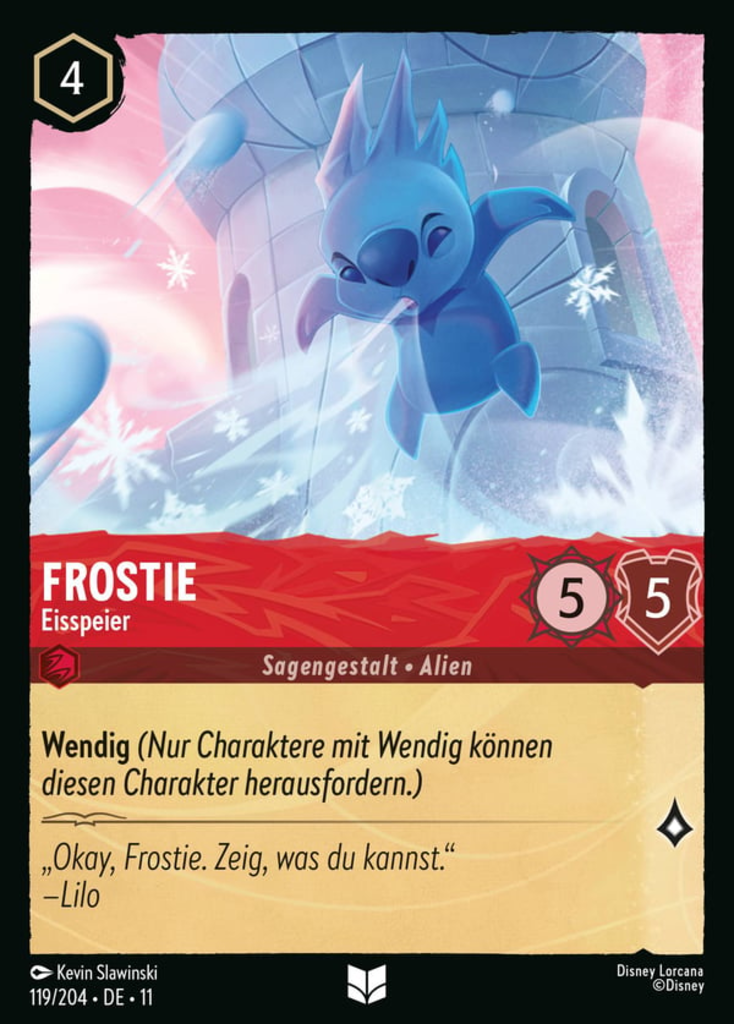 4
FROSTIE
Eisspeier
5
5
Sagengestalt • Alien
Wendig (Nur Charaktere mit Wendig können
diesen Charakter herausfordern.)
„Okay, Frostie. Zeig, was du kannst.“
–Lilo
Kevin Slawinski
119/204 • DE • 11
Disney Lorcana
©Disney